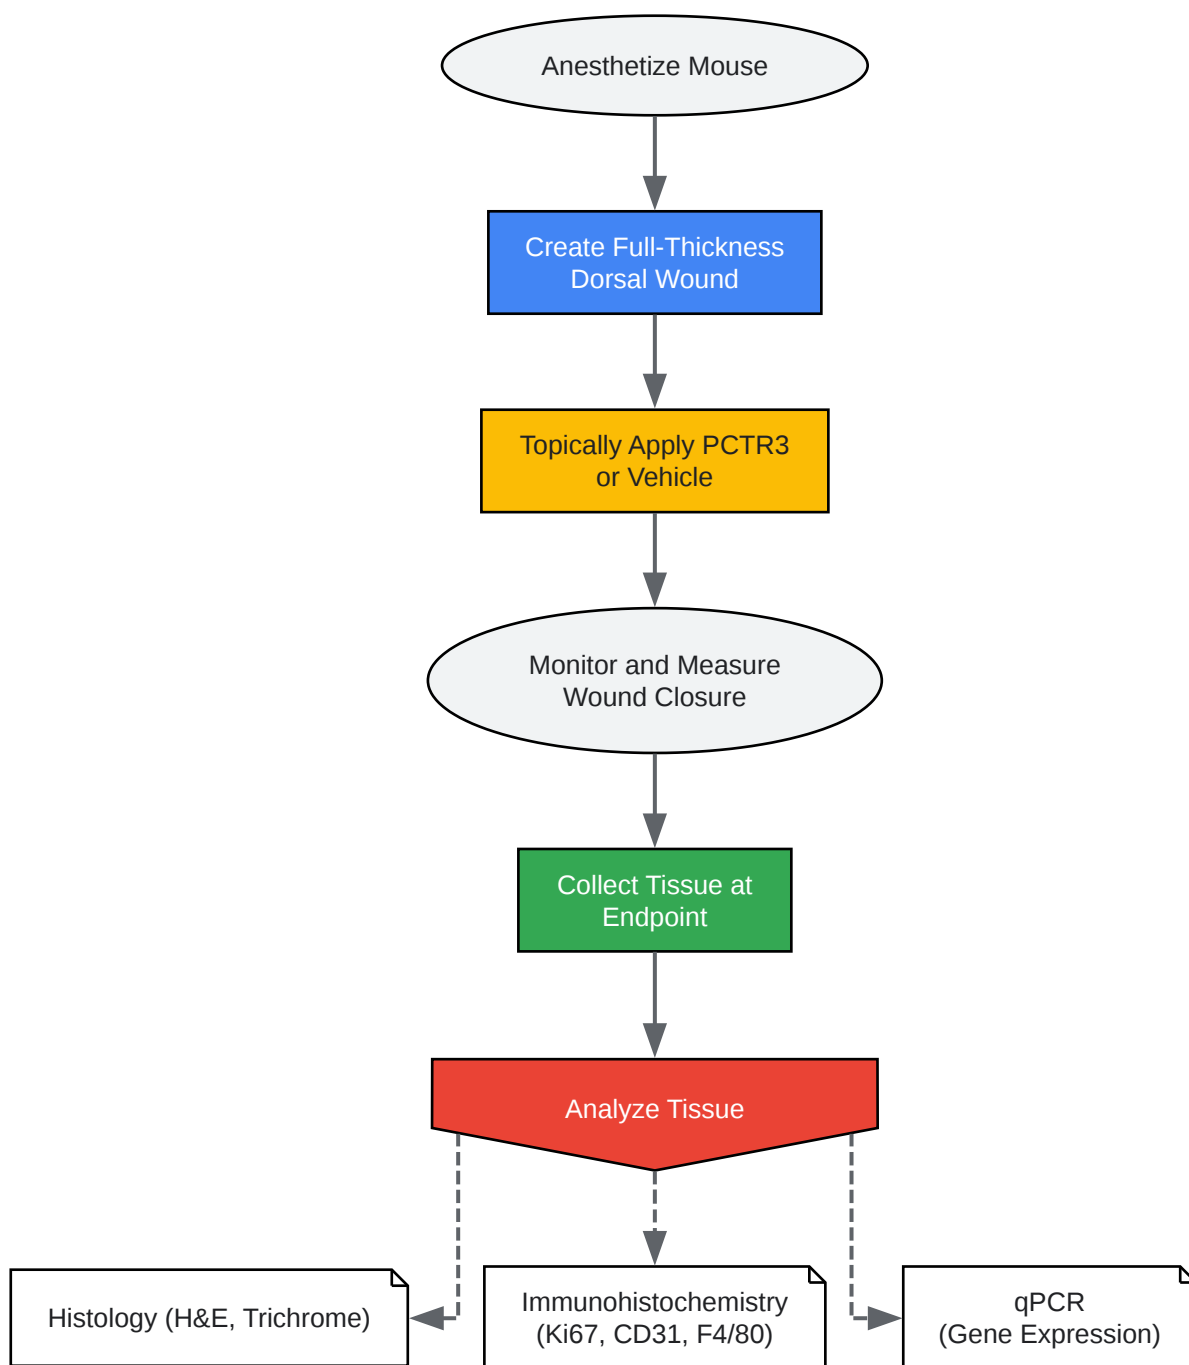 Anesthetize Mouse
Create Full-Thickness
Dorsal Wound
Topically Apply PCTR3
or Vehicle
Monitor and Measure
Wound Closure
Collect Tissue at
Endpoint
Analyze Tissue
Histology (H&E, Trichrome)
Immunohistochemistry
(Ki67, CD31, F4/80)
qPCR
(Gene Expression)